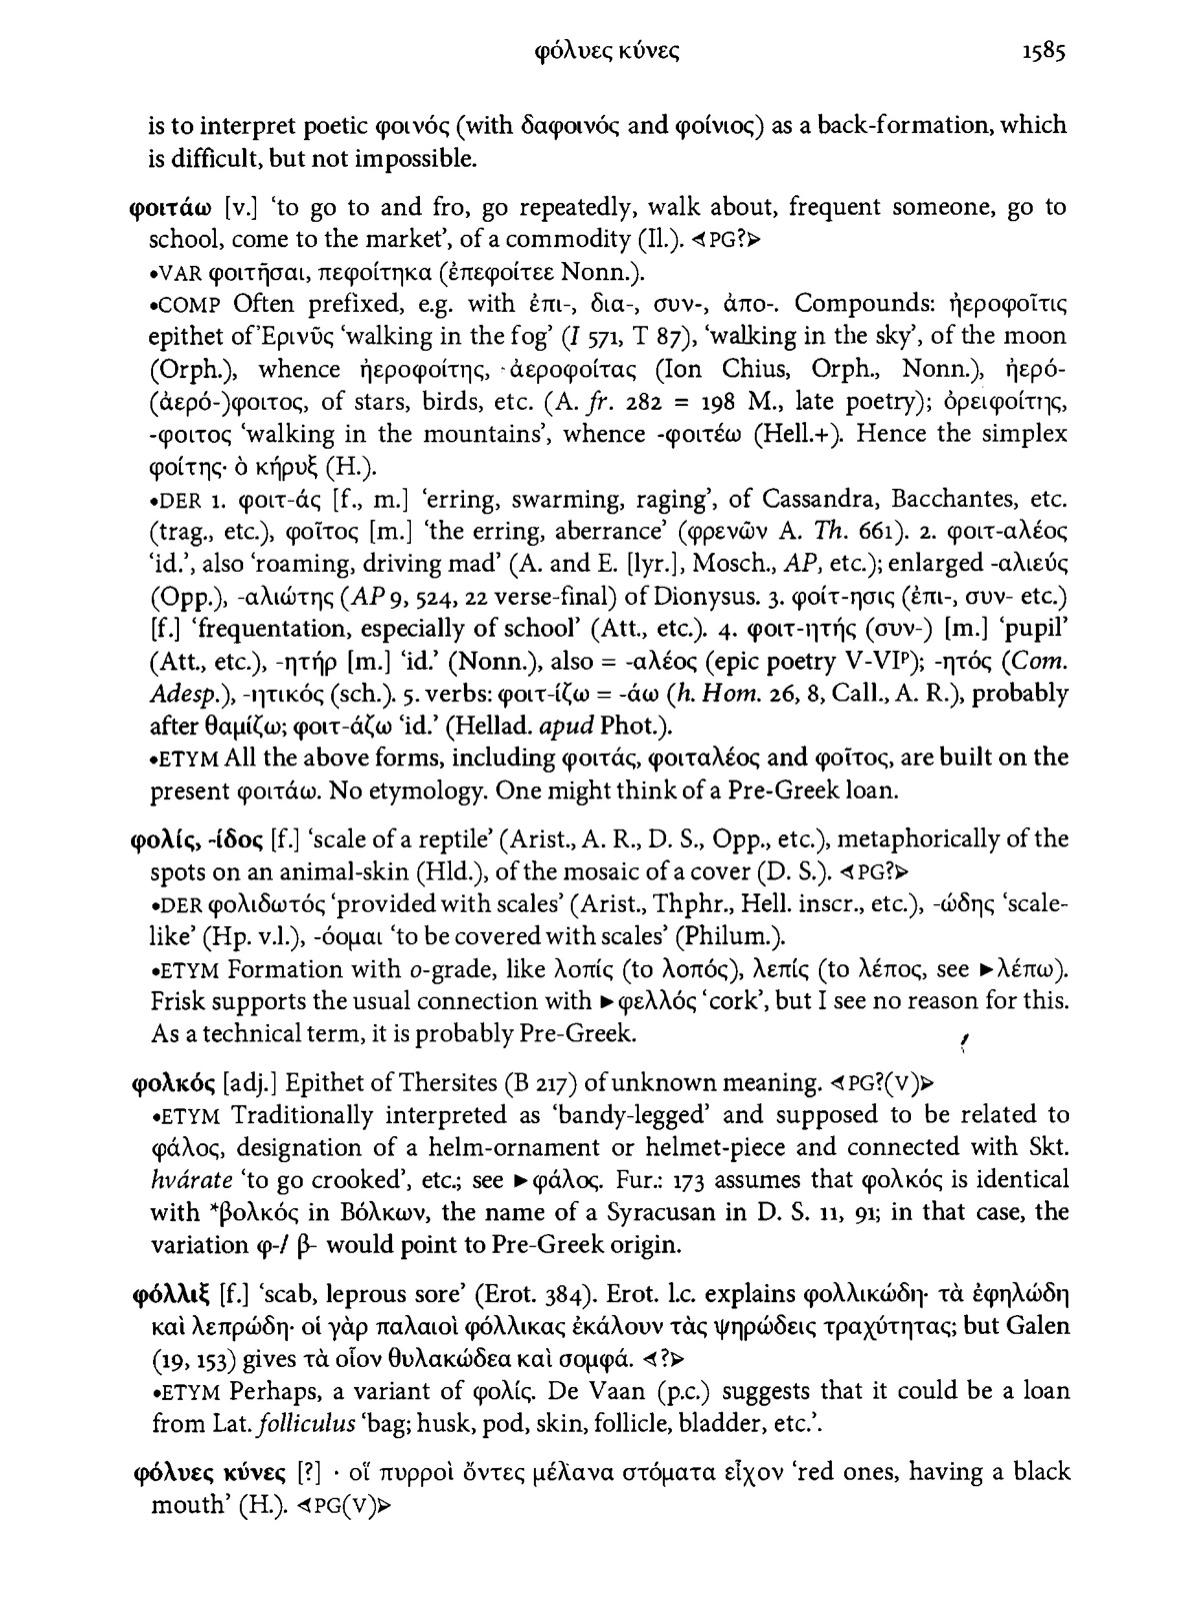 φόλυες κύνες 1585
is to interpret poetic φοινός (with δαφοινός and φοίνιος) as a back-formation, which
is difficult, but not impossible.
φοιτάω [v.] ‘to go to and fro, go repeatedly, walk about, frequent someone, go to
school, come to the market’, of a commodity (Il.). ⊲PG?⊳
•VAR φοιτῆσαι, πεφοίτηκα (ἐπεφοίτεε Nonn.).
•COMP Often prefixed, e.g. with ἐπι-, δια-, συν-, ἀπο-. Compounds: ἠεροφοῖτις
epithet of Ἐρινῦς ‘walking in the fog’ (I 571, T 87), ‘walking in the sky’, of the moon
(Orph.), whence ἠεροφοίτης, ἀεροφοίτας (Ion Chius, Orph., Nonn.), ἠερό-
(ἀερό-)φοιτος, of stars, birds, etc. (A. fr. 282 = 198 M., late poetry); ὀρειφοίτης,
-φοιτος ‘walking in the mountains’, whence -φοιτέω (Hell.+). Hence the simplex
φοίτης· ὁ κήρυξ (H.).
•DER 1. φοιτ-άς [f., m.] ‘erring, swarming, raging’, of Cassandra, Bacchantes, etc.
(trag., etc.), φοῖτος [m.] ‘the erring, aberrance’ (φρενῶν A. Th. 661). 2. φοιτ-αλέος
‘id.’, also ‘roaming, driving mad’ (A. and E. [lyr.], Mosch., AP, etc.); enlarged -αλιεύς
(Opp.), -αλιώτης (AP 9, 524, 22 verse-final) of Dionysus. 3. φοίτ-ησις (ἐπι-, συν- etc.)
[f.] ‘frequentation, especially of school’ (Att., etc.). 4. φοιτ-ητής (συν-) [m.] ‘pupil’
(Att., etc.), -ητήρ [m.] ‘id.’ (Nonn.), also = -αλέος (epic poetry V-VIᵖ); -ητός (Com.
Adesp.), -ητικός (sch.). 5. verbs: φοιτ-ίζω = -άω (h. Hom. 26, 8, Call., A. R.), probably
after θαμίζω; φοιτ-άζω ‘id.’ (Hellad. apud Phot.).
•ETYM All the above forms, including φοιτάς, φοιταλέος and φοῖτος, are built on the
present φοιτάω. No etymology. One might think of a Pre-Greek loan.
φολίς, -ίδος [f.] ‘scale of a reptile’ (Arist., A. R., D. S., Opp., etc.), metaphorically of the
spots on an animal-skin (Hld.), of the mosaic of a cover (D. S.). ⊲PG?⊳
•DER φολιδωτός ‘provided with scales’ (Arist., Thphr., Hell. inscr., etc.), -ώδης ‘scale-
like’ (Hp. v.l.), -όομαι ‘to be covered with scales’ (Philum.).
•ETYM Formation with o-grade, like λοπίς (to λοπός), λεπίς (to λέπος, see ►λέπω).
Frisk supports the usual connection with ►φελλός ‘cork’, but I see no reason for this.
As a technical term, it is probably Pre-Greek.
φολκός [adj.] Epithet of Thersites (B 217) of unknown meaning. ⊲PG?(V)⊳
•ETYM Traditionally interpreted as ‘bandy-legged’ and supposed to be related to
φάλος, designation of a helm-ornament or helmet-piece and connected with Skt.
hvárate ‘to go crooked’, etc.; see ►φάλος. Fur.: 173 assumes that φολκός is identical
with *βολκός in Βόλκων, the name of a Syracusan in D. S. 11, 91; in that case, the
variation φ-/ β- would point to Pre-Greek origin.
φόλλιξ [f.] ‘scab, leprous sore’ (Erot. 384). Erot. l.c. explains φολλικώδη· τὰ ἐφηλώδη
καὶ λεπρώδη· οἱ γὰρ παλαιοὶ φόλλικας ἐκάλουν τὰς ψηρώδεις τραχύτητας; but Galen
(19, 153) gives τὰ οἷον θυλακώδεα καὶ σομφά. ⊲?⊳
•ETYM Perhaps, a variant of φολίς. De Vaan (p.c.) suggests that it could be a loan
from Lat. folliculus ‘bag; husk, pod, skin, follicle, bladder, etc.’.
φόλυες κύνες [?] · οἵ πυρροὶ ὄντες μέλανα στόματα εἶχον ‘red ones, having a black
mouth’ (H.). ⊲PG(V)⊳